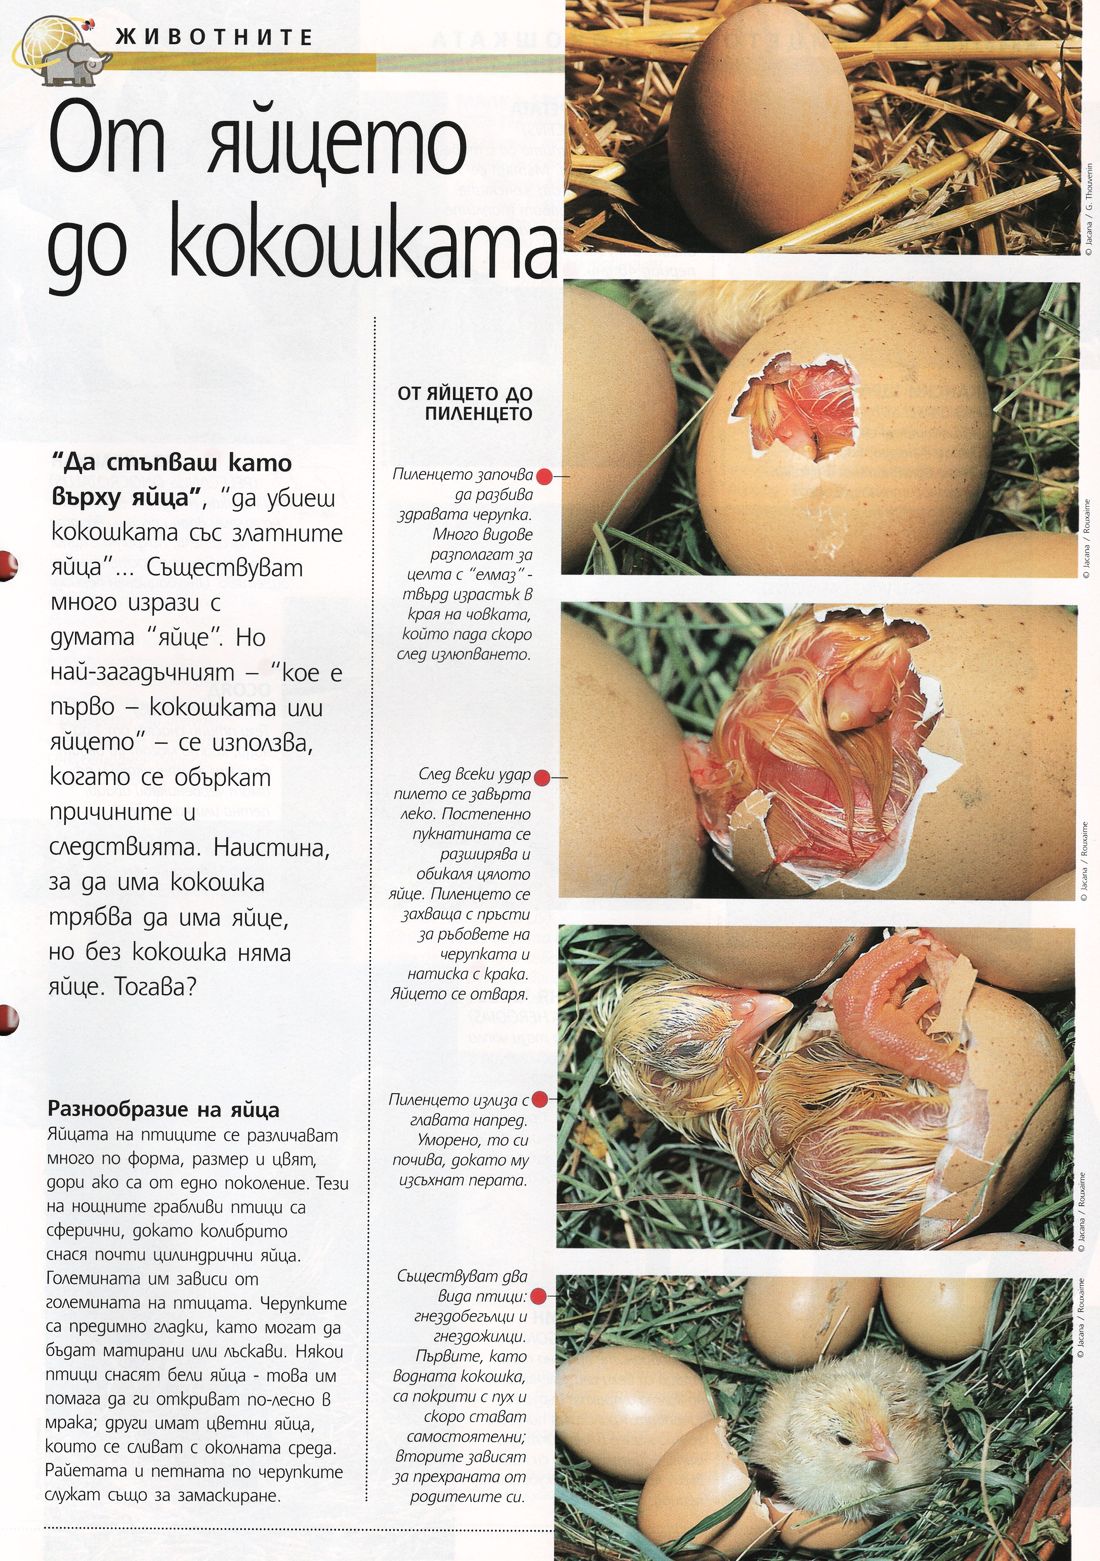 ЖИВОТНИТЕ
От яйцето
до кокошката
"Да стъпваш като
върху яйца", "да убиеш
кокошката със златните
яйца"... Съществуват
много изрази с
думата "яйце". Но
най-загадъчният – "кое е
първо – кокошката или
яйцето" – се използва,
когато се объркат
причините и
следствията. Наистина,
за да има кокошка
трябва да има яйце,
но без кокошка няма
яйце. Тогава?
Разнообразие на яйца
Яйцата на птиците се различават
много по форма, размер и цвят,
дори ако са от едно поколение. Тези
на нощните грабливи птици са
сферични, докато колибрито
снася почти цилиндрични яйца.
Големината им зависи от
големината на птицата. Черупките
са предимно гладки, като могат да
бъдат матирани или лъскави. Някои
птици снасят бели яйца - това им
помага да ги откриват по-лесно в
мрака; други имат цветни яйца,
които се сливат с околната среда.
Райетата и петната по черупките
служат също за замаскиране.
ОТ ЯЙЦЕТО ДО
ПИЛЕНЦЕТО
Пиленцето започва
да разбива
здравата черупка.
Много видове
разполагат за
целта с "елмаз" -
твърд израстък в
края на човката,
който пада скоро
след излюпването.
След всеки удар
пилето се завърта
леко. Постепенно
пукнатината се
разширява и
обикаля цялото
яйце. Пиленцето се
захваща с пръсти
за ръбовете на
черупката и
натиска с крака.
Яйцето се отваря.
Пиленцето излиза с
главата напред.
Уморено, то си
почива, докато му
изсъхнат перата.
Съществуват два
вида птици:
гнездобегълци и
гнездожилци.
Първите, като
водната кокошка,
са покрити с пух и
скоро стават
самостоятелни;
вторите зависят
за прехраната от
родителите си.
© Jacana / G. Thouvenin
© Jacana / Rouxaime
© Jacana / Rouxaime
© Jacana / Rouxaime
© Jacana / Rouxaime